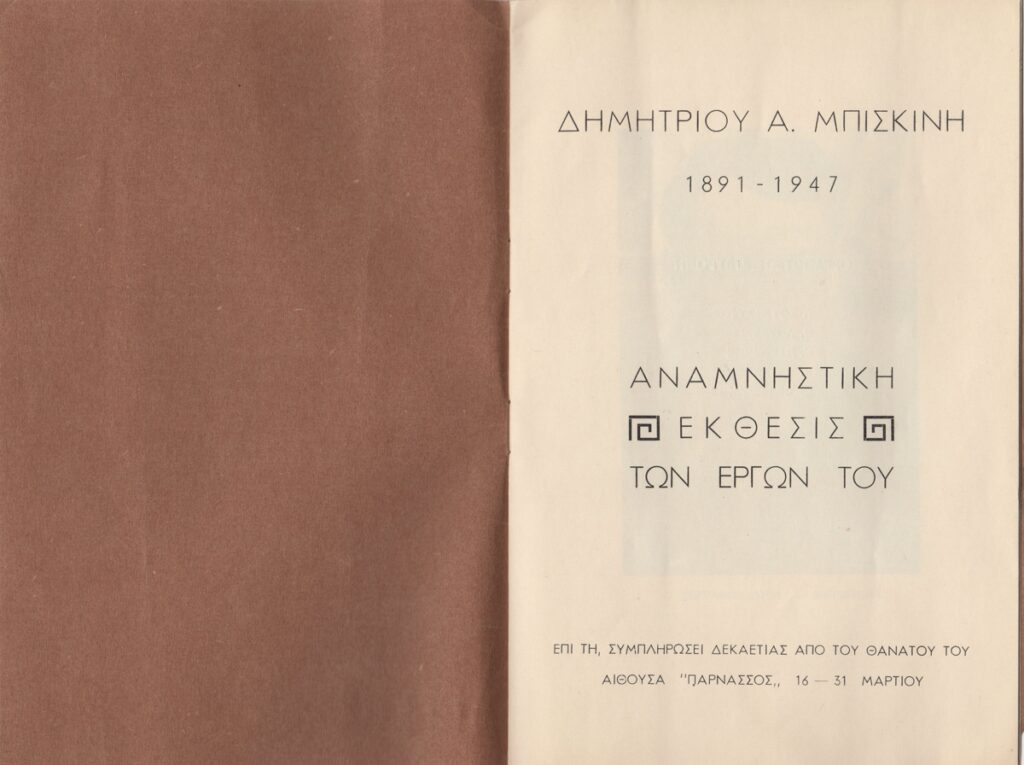 ΔΗΜΗΤΡΙΟΥ Α. ΜΠΙΣΚΙΝΗ
1891 - 1947
ΑΝΑΜΝΗΣΤΙΚΗ
ΕΚΘΕΣΙΣ
ΤΩΝ ΕΡΓΩΝ ΤΟΥ
ΕΠΙ ΤΗ, ΣΥΜΠΛΗΡΩΣΕΙ ΔΕΚΑΕΤΙΑΣ ΑΠΟ ΤΟΥ ΘΑΝΑΤΟΥ ΤΟΥ
ΑΙΘΟΥΣΑ ''ΠΑΡΝΑΣΣΟΣ,, 16 — 31 ΜΑΡΤΙΟΥ